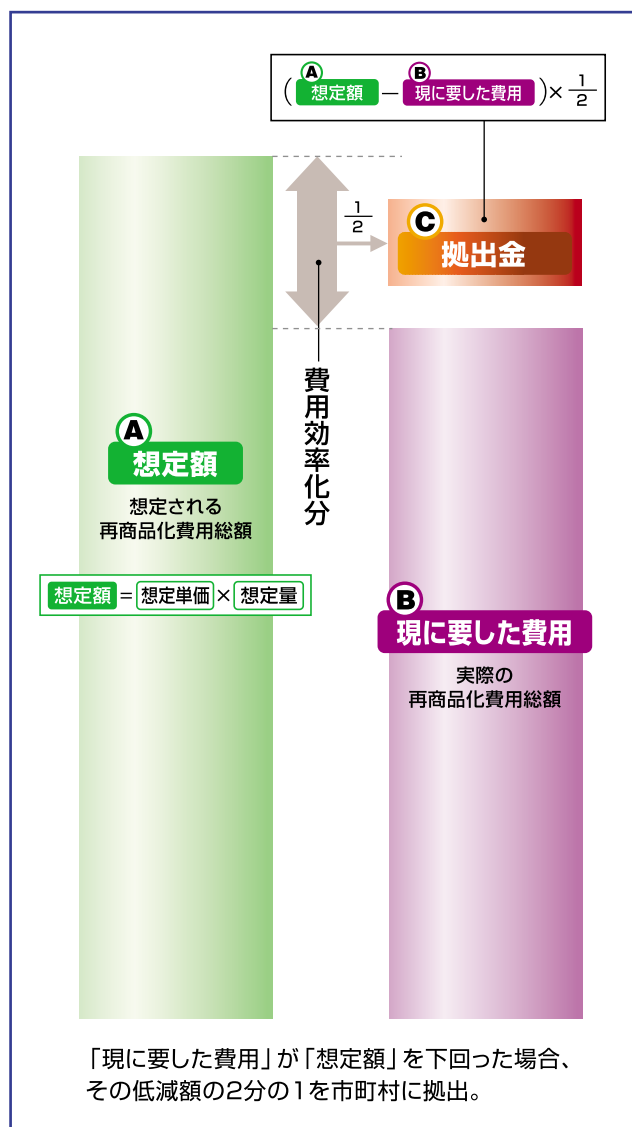 (A 想定額 − B 現に要した費用)× 1/2
1/2
C
拠出金
費用効率化分
A
想定額
想定される
再商品化費用総額
想定額 = 想定単価 × 想定量
B
現に要した費用
実際の
再商品化費用総額
「現に要した費用」が「想定額」を下回った場合、
その低減額の2分の1を市町村に拠出。